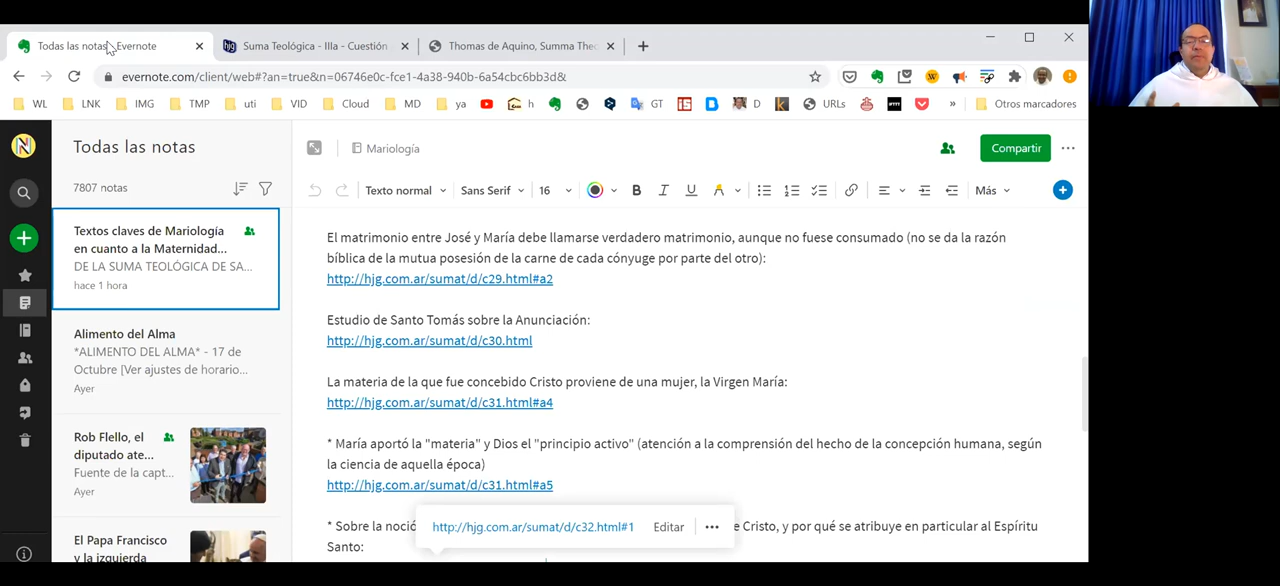 Todas las notas - Evernote
Suma Teológica - IIIa - Cuestión
Thomas de Aquino, Summa Theo
evernote.com/client/web#?an=true&n=06746e0c-fce1-4a38-940b-6a54cbc6bb3d&
WL LNK IMG TMP uti VID Cloud MD ya h GT D URLs Otros marcadores
Todas las notas
7807 notas
Textos claves de Mariología
en cuanto a la Maternidad...
DE LA SUMA TEOLÓGICA DE SA...
hace 1 hora
Alimento del Alma
*ALIMENTO DEL ALMA* - 17 de
Octubre [Ver ajustes de horario...
Ayer
Rob Flello, el
diputado ate...
Fuente de la capt...
Ayer
El Papa Francisco
y la izquierda
Mariología
Compartir
Texto normal Sans Serif 16 B I U A Más
El matrimonio entre José y María debe llamarse verdadero matrimonio, aunque no fuese consumado (no se da la razón
bíblica de la mutua posesión de la carne de cada cónyuge por parte del otro):
http://hjg.com.ar/sumat/d/c29.html#a2
Estudio de Santo Tomás sobre la Anunciación:
http://hjg.com.ar/sumat/d/c30.html
La materia de la que fue concebido Cristo proviene de una mujer, la Virgen María:
http://hjg.com.ar/sumat/d/c31.html#a4
* María aportó la "materia" y Dios el "principio activo" (atención a la comprensión del hecho de la concepción humana, según
la ciencia de aquella época)
http://hjg.com.ar/sumat/d/c31.html#a5
* Sobre la noció e Cristo, y por qué se atribuye en particular al Espíritu
Santo:
http://hjg.com.ar/sumat/d/c32.html#1 Editar